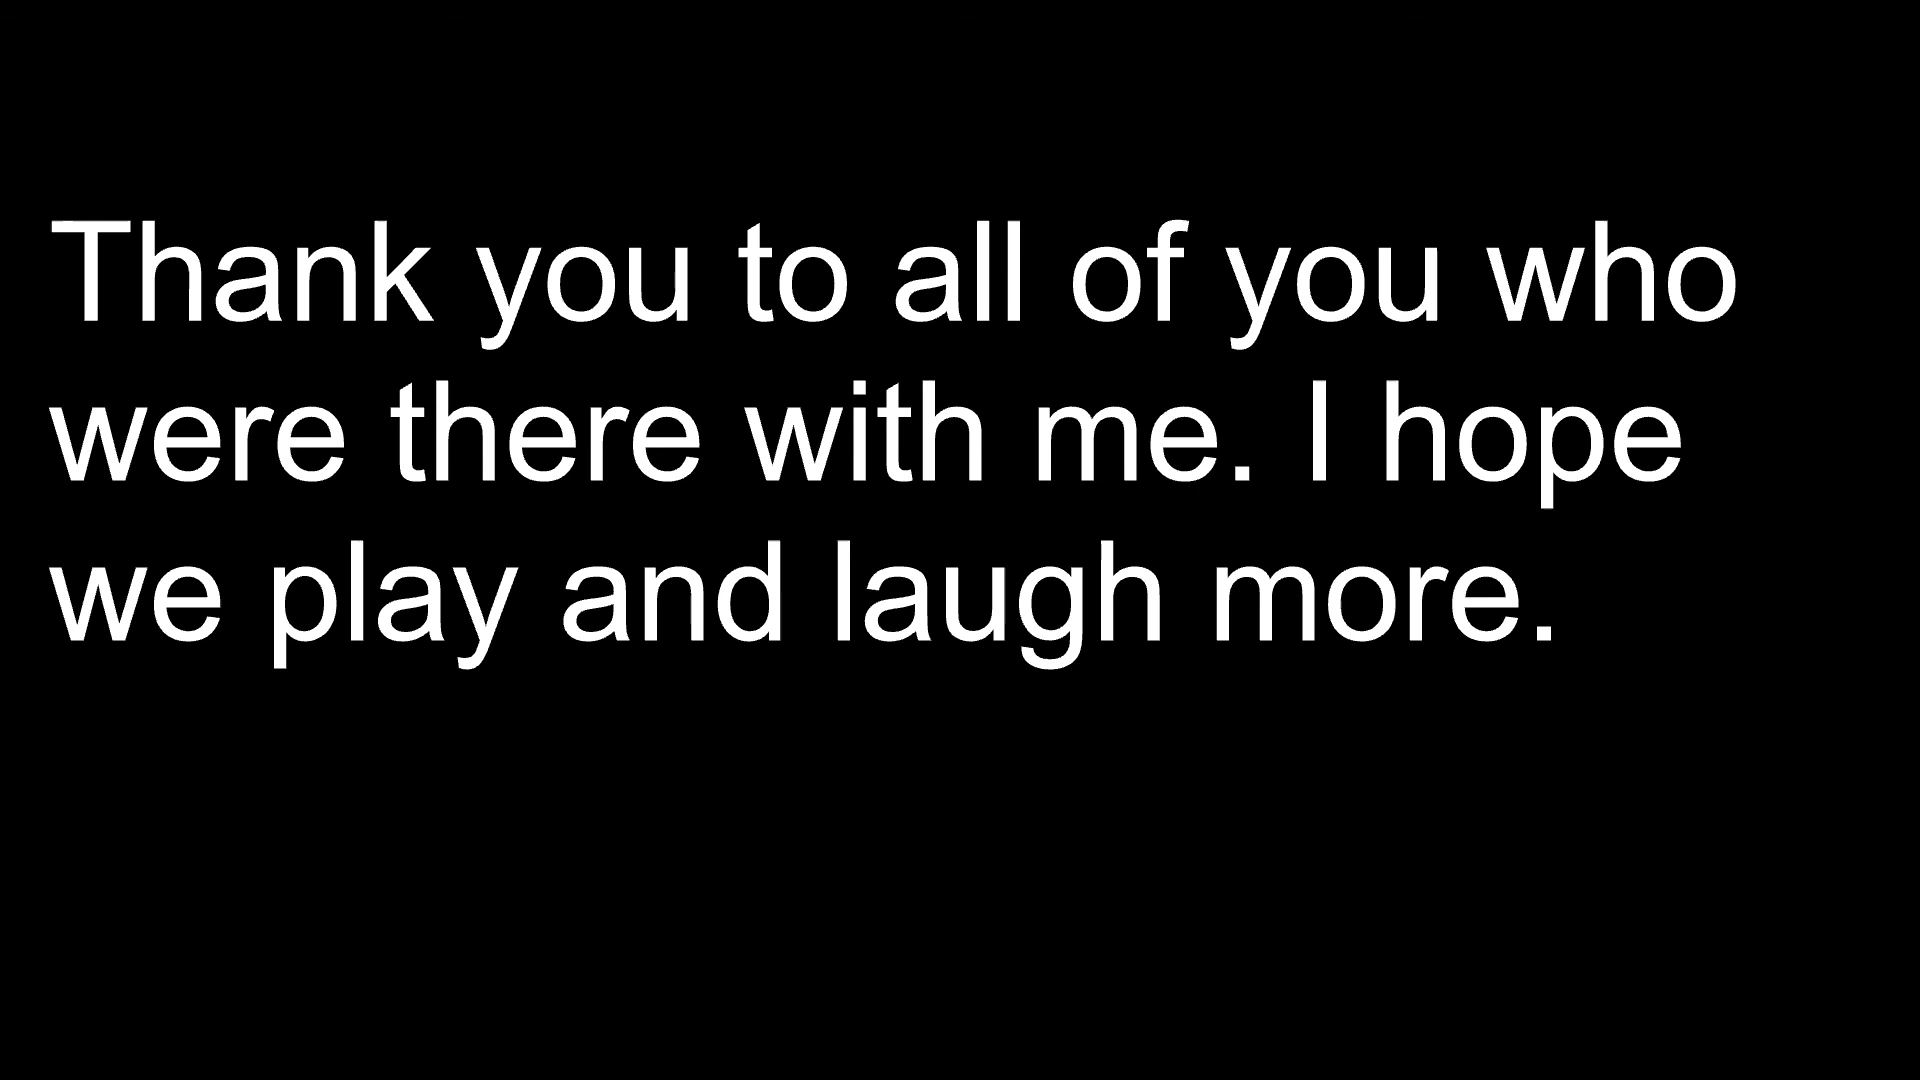 Thank you to all of you who
were there with me. I hope
we play and laugh more.